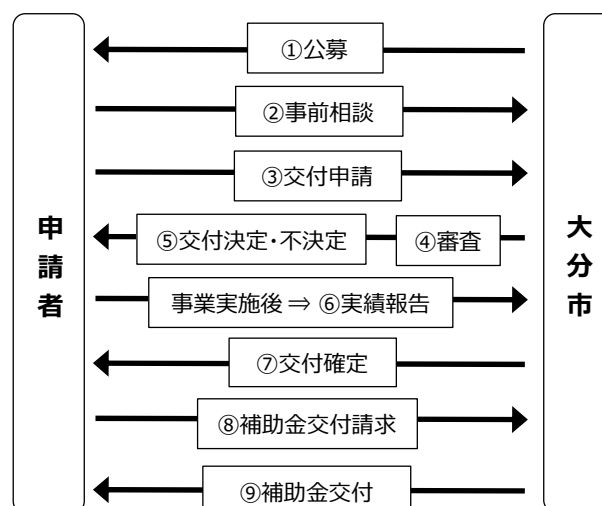 ①公募
②事前相談
③交付申請
⑤交付決定・不決定
④審査
事業実施後 ⇒ ⑥実績報告
⑦交付確定
⑧補助金交付請求
⑨補助金交付
申請者
大分市